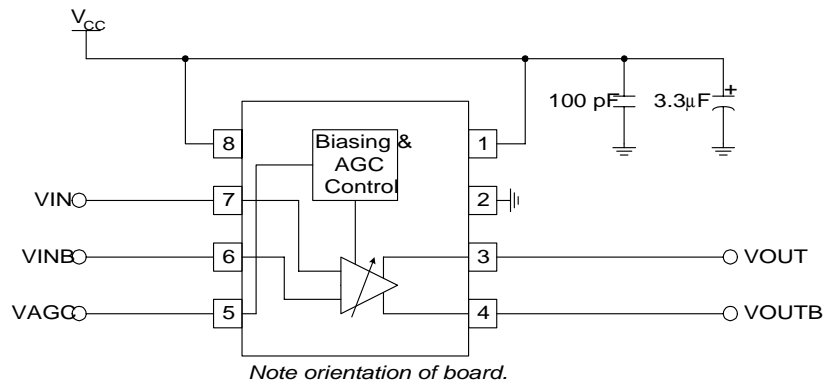 VCC
100 pF
3.3µF
+
8
Biasing &
AGC
Control
1
VIN
7
2
VINB
6
3
VOUT
VAGC
5
4
VOUTB
Note orientation of board.